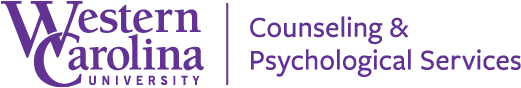 Western
Carolina
UNIVERSITY
Counseling &
Psychological Services